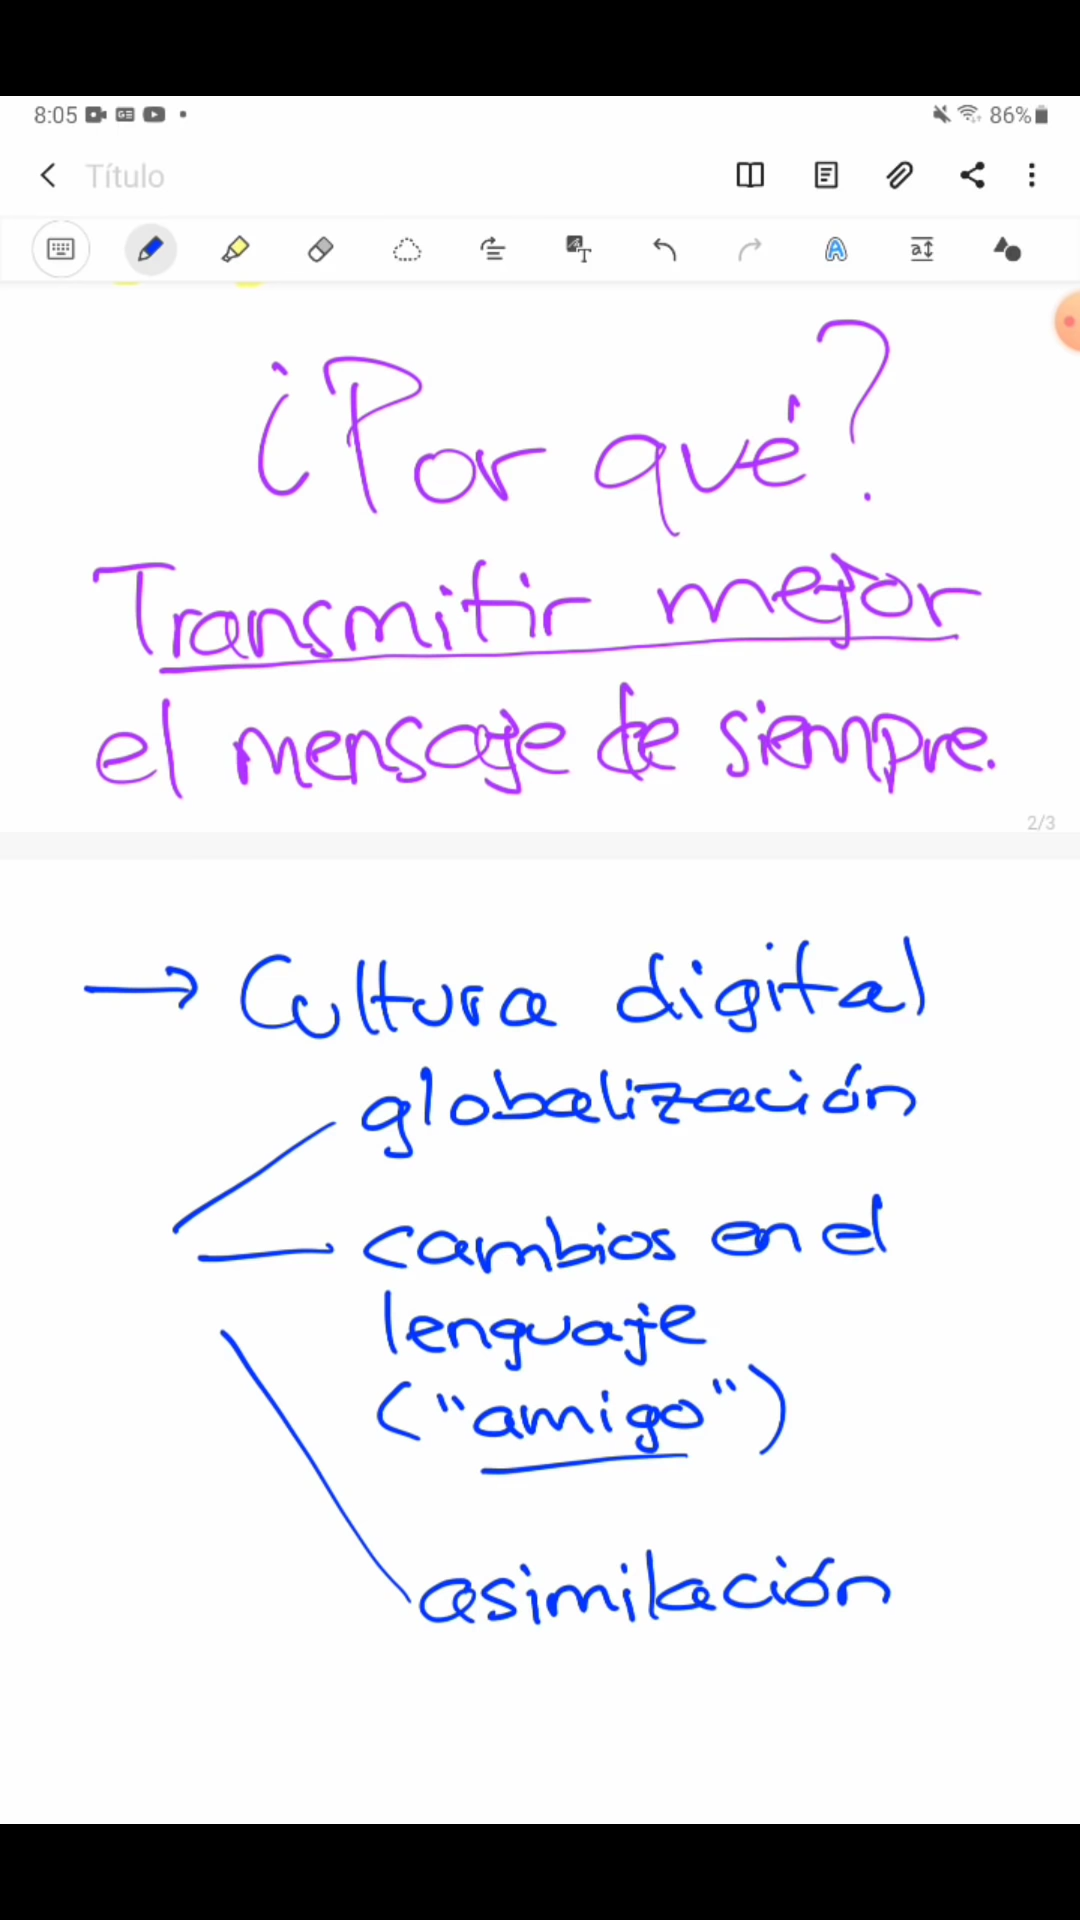 8:05
86%
Título
¿Por qué?
Transmitir mejor
el mensaje de siempre.
2/3
→ Cultura digital
globalización
cambios en el
lenguaje
("amigo")
asimilación